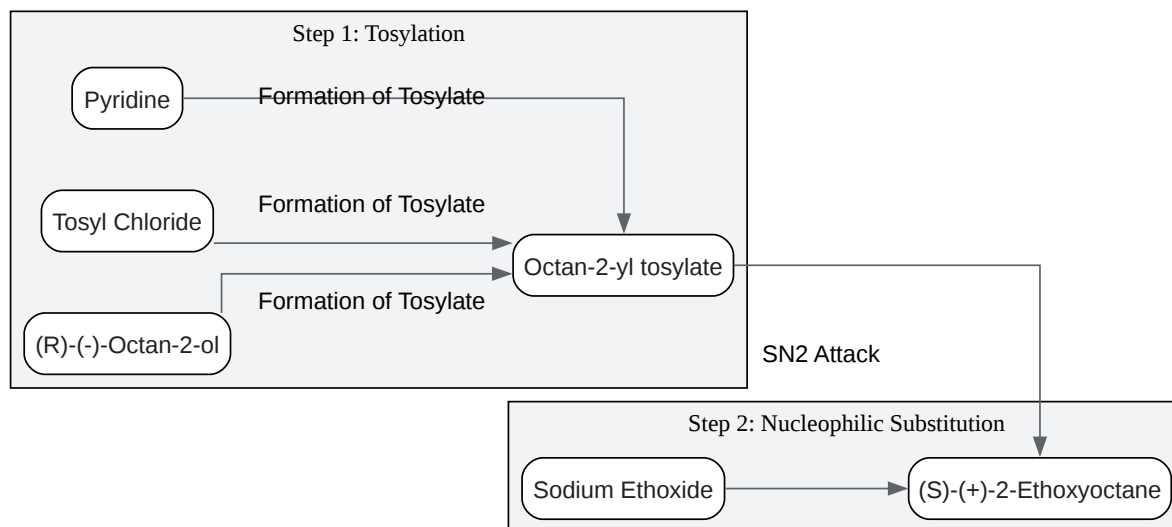 Step 1: Tosylation
Pyridine
Formation of Tosylate
Tosyl Chloride
Formation of Tosylate
Octan-2-yl tosylate
(R)-(-)-Octan-2-ol
Formation of Tosylate
SN2 Attack
Step 2: Nucleophilic Substitution
Sodium Ethoxide
(S)-(+)-2-Ethoxyoctane